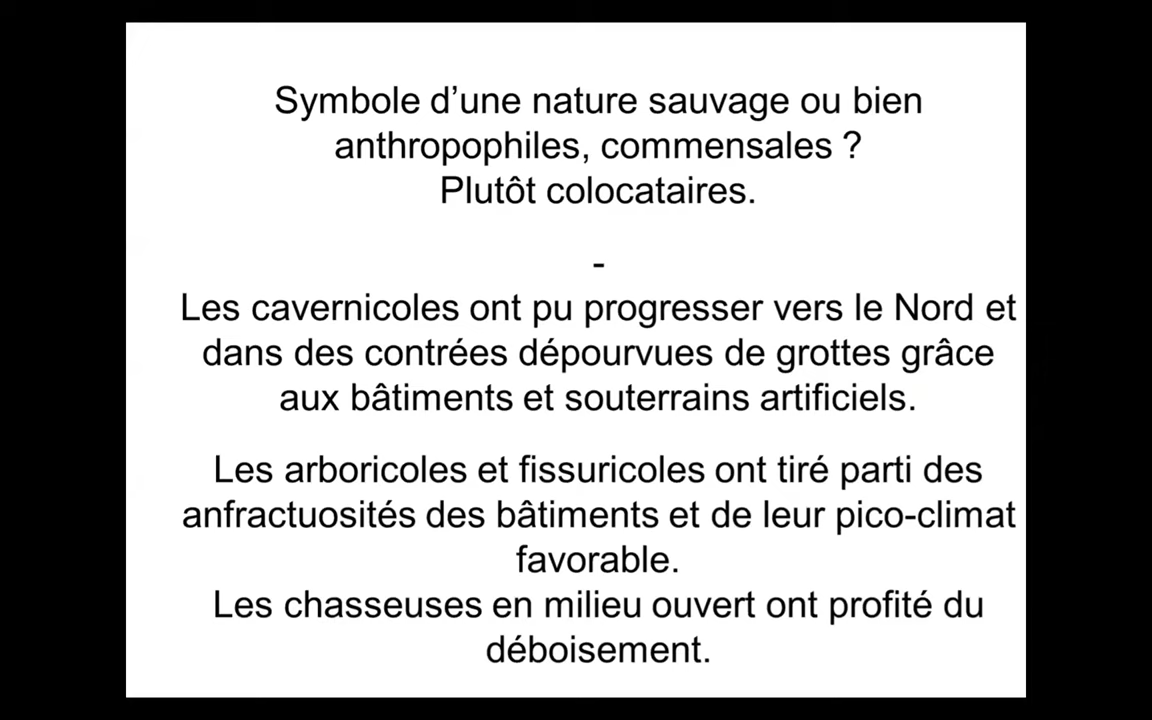 Symbole d’une nature sauvage ou bien
anthropophiles, commensales ?
Plutôt colocataires.
-
Les cavernicoles ont pu progresser vers le Nord et
dans des contrées dépourvues de grottes grâce
aux bâtiments et souterrains artificiels.
Les arboricoles et fissuricoles ont tiré parti des
anfractuosités des bâtiments et de leur pico-climat
favorable.
Les chasseuses en milieu ouvert ont profité du
déboisement.